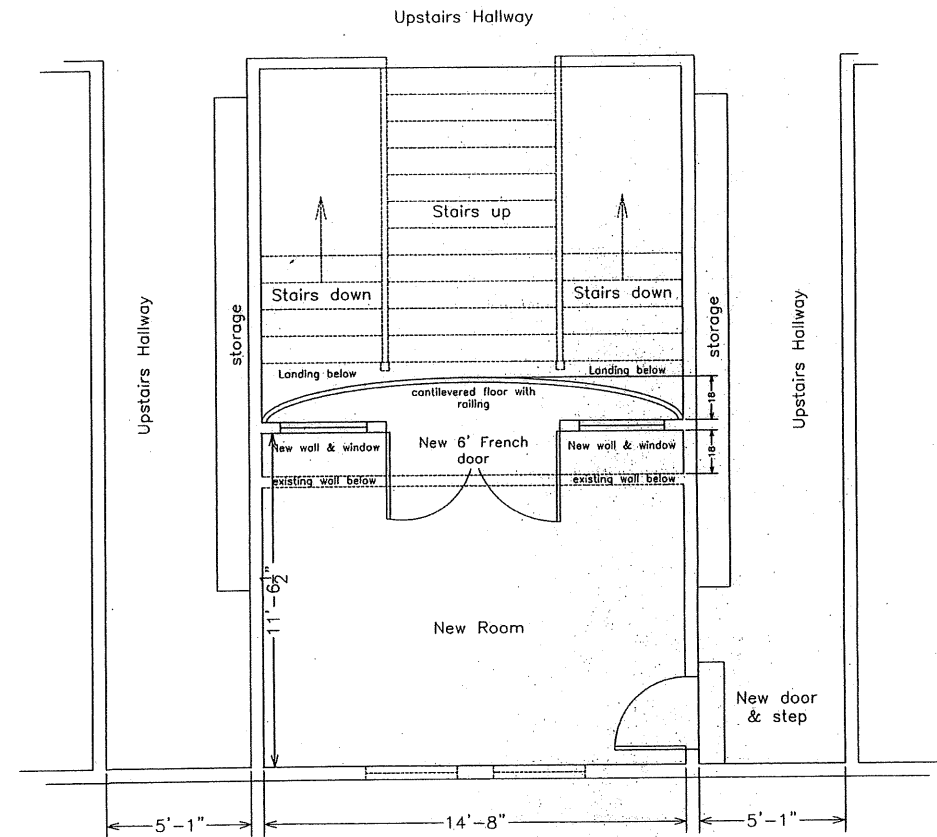 Upstairs Hallway
Stairs up
Stairs down
Stairs down
Upstairs Hallway
storage
storage
Upstairs Hallway
Landing below
Landing below
cantilevered floor with
railing
18
New wall & window
New 6' French
door
New wall & window
18
existing wall below
existing wall below
11'-6 1/2"
New Room
New door
& step
5'-1"
14'-8"
5'-1"